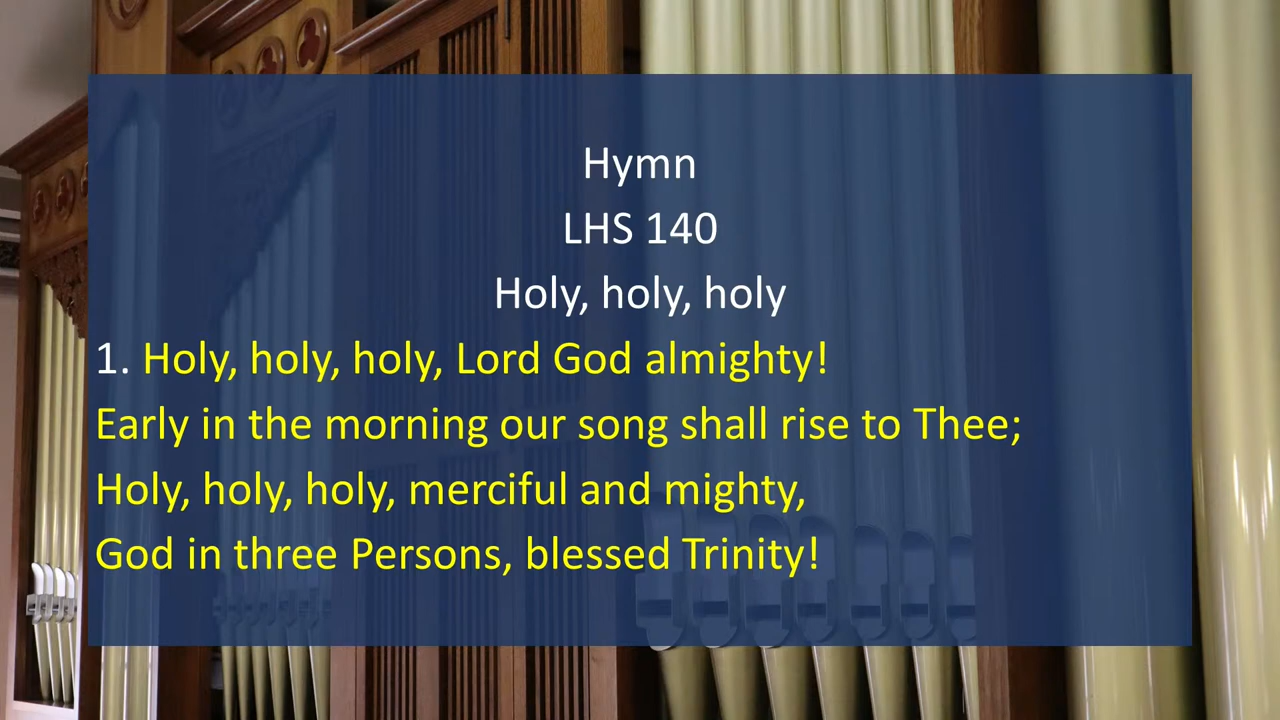 Hymn
LHS 140
Holy, holy, holy
1. Holy, holy, holy, Lord God almighty!
Early in the morning our song shall rise to Thee;
Holy, holy, holy, merciful and mighty,
God in three Persons, blessed Trinity!